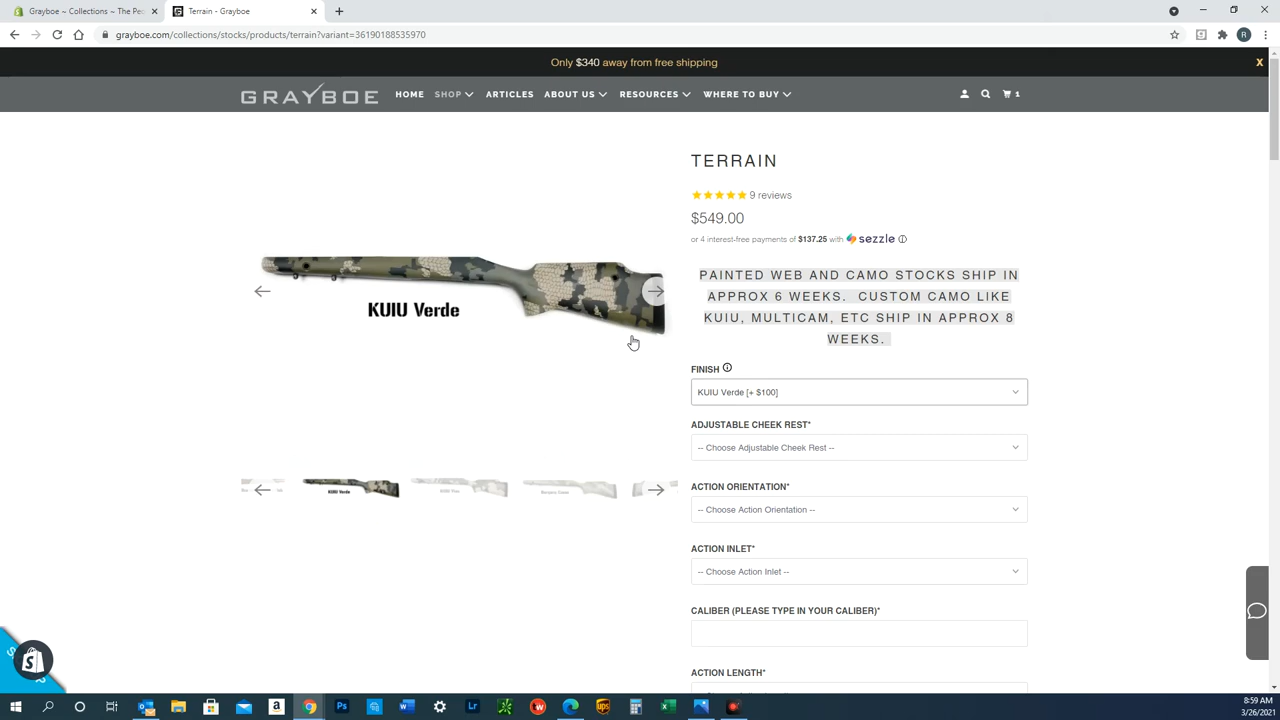 Grayboe ~ Collections ~ The Pe
Terrain - Grayboe
grayboe.com/collections/stocks/products/terrain?variant=36190188535970
R
Only $340 away from free shipping
X
GRAYBOE
HOME
SHOP
ARTICLES
ABOUT US
RESOURCES
WHERE TO BUY
1
TERRAIN
9 reviews
$549.00
or 4 interest-free payments of $137.25 with sezzle
PAINTED WEB AND CAMO STOCKS SHIP IN
APPROX 6 WEEKS. CUSTOM CAMO LIKE
KUIU, MULTICAM, ETC SHIP IN APPROX 8
WEEKS.
KUIU Verde
FINISH
KUIU Verde [+ $100]
ADJUSTABLE CHEEK REST*
-- Choose Adjustable Cheek Rest --
KUIU Verde
ACTION ORIENTATION*
-- Choose Action Orientation --
ACTION INLET*
-- Choose Action Inlet --
CALIBER (PLEASE TYPE IN YOUR CALIBER)*
ACTION LENGTH*
8:59 AM
3/26/2021